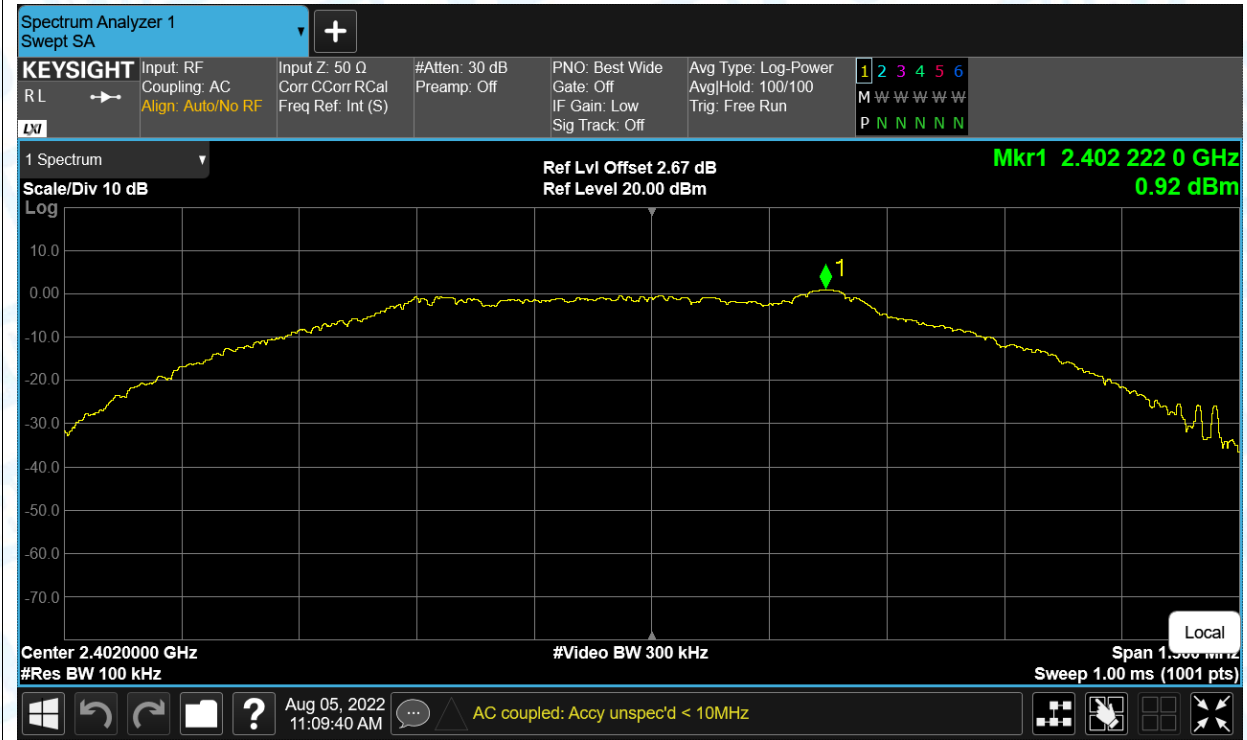 Spectrum Analyzer 1
Swept SA
+
KEYSIGHT
R L
LXI
Input: RF
Coupling: AC
Align: Auto/No RF
Input Z: 50 Ω
Corr CCorr RCal
Freq Ref: Int (S)
#Atten: 30 dB
Preamp: Off
PNO: Best Wide
Gate: Off
IF Gain: Low
Sig Track: Off
Avg Type: Log-Power
Avg|Hold: 100/100
Trig: Free Run
1 2 3 4 5 6
M W W W W W
P N N N N N
1 Spectrum
Scale/Div 10 dB
Log
Ref Lvl Offset 2.67 dB
Ref Level 20.00 dBm
Mkr1 2.402 222 0 GHz
0.92 dBm
1
10.0
0.00
-10.0
-20.0
-30.0
-40.0
-50.0
-60.0
-70.0
Local
Center 2.4020000 GHz
#Res BW 100 kHz
#Video BW 300 kHz
Span
Sweep 1.00 ms (1001 pts)
?
Aug 05, 2022
11:09:40 AM
AC coupled: Accy unspec'd < 10MHz